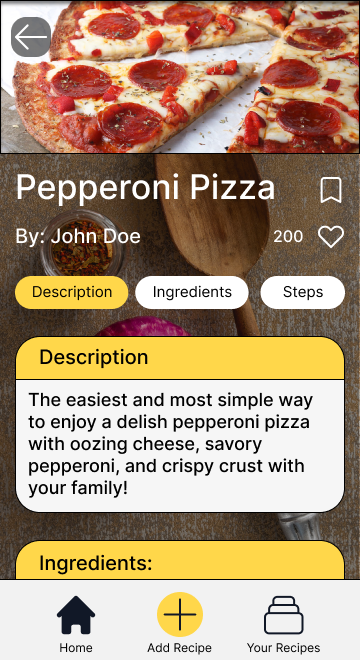 Pepperoni Pizza
By: John Doe
200
Description
Ingredients
Steps
Description
The easiest and most simple way
to enjoy a delish pepperoni pizza
with oozing cheese, savory
pepperoni, and crispy crust with
your family!
Ingredients:
Home
Add Recipe
Your Recipes